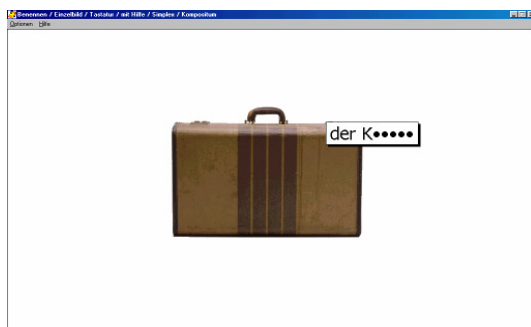 Benennen / Einzelbild / Tastatur / mit Hilfe / Simplex / Kompositum
Optionen Hilfe
der K•••••